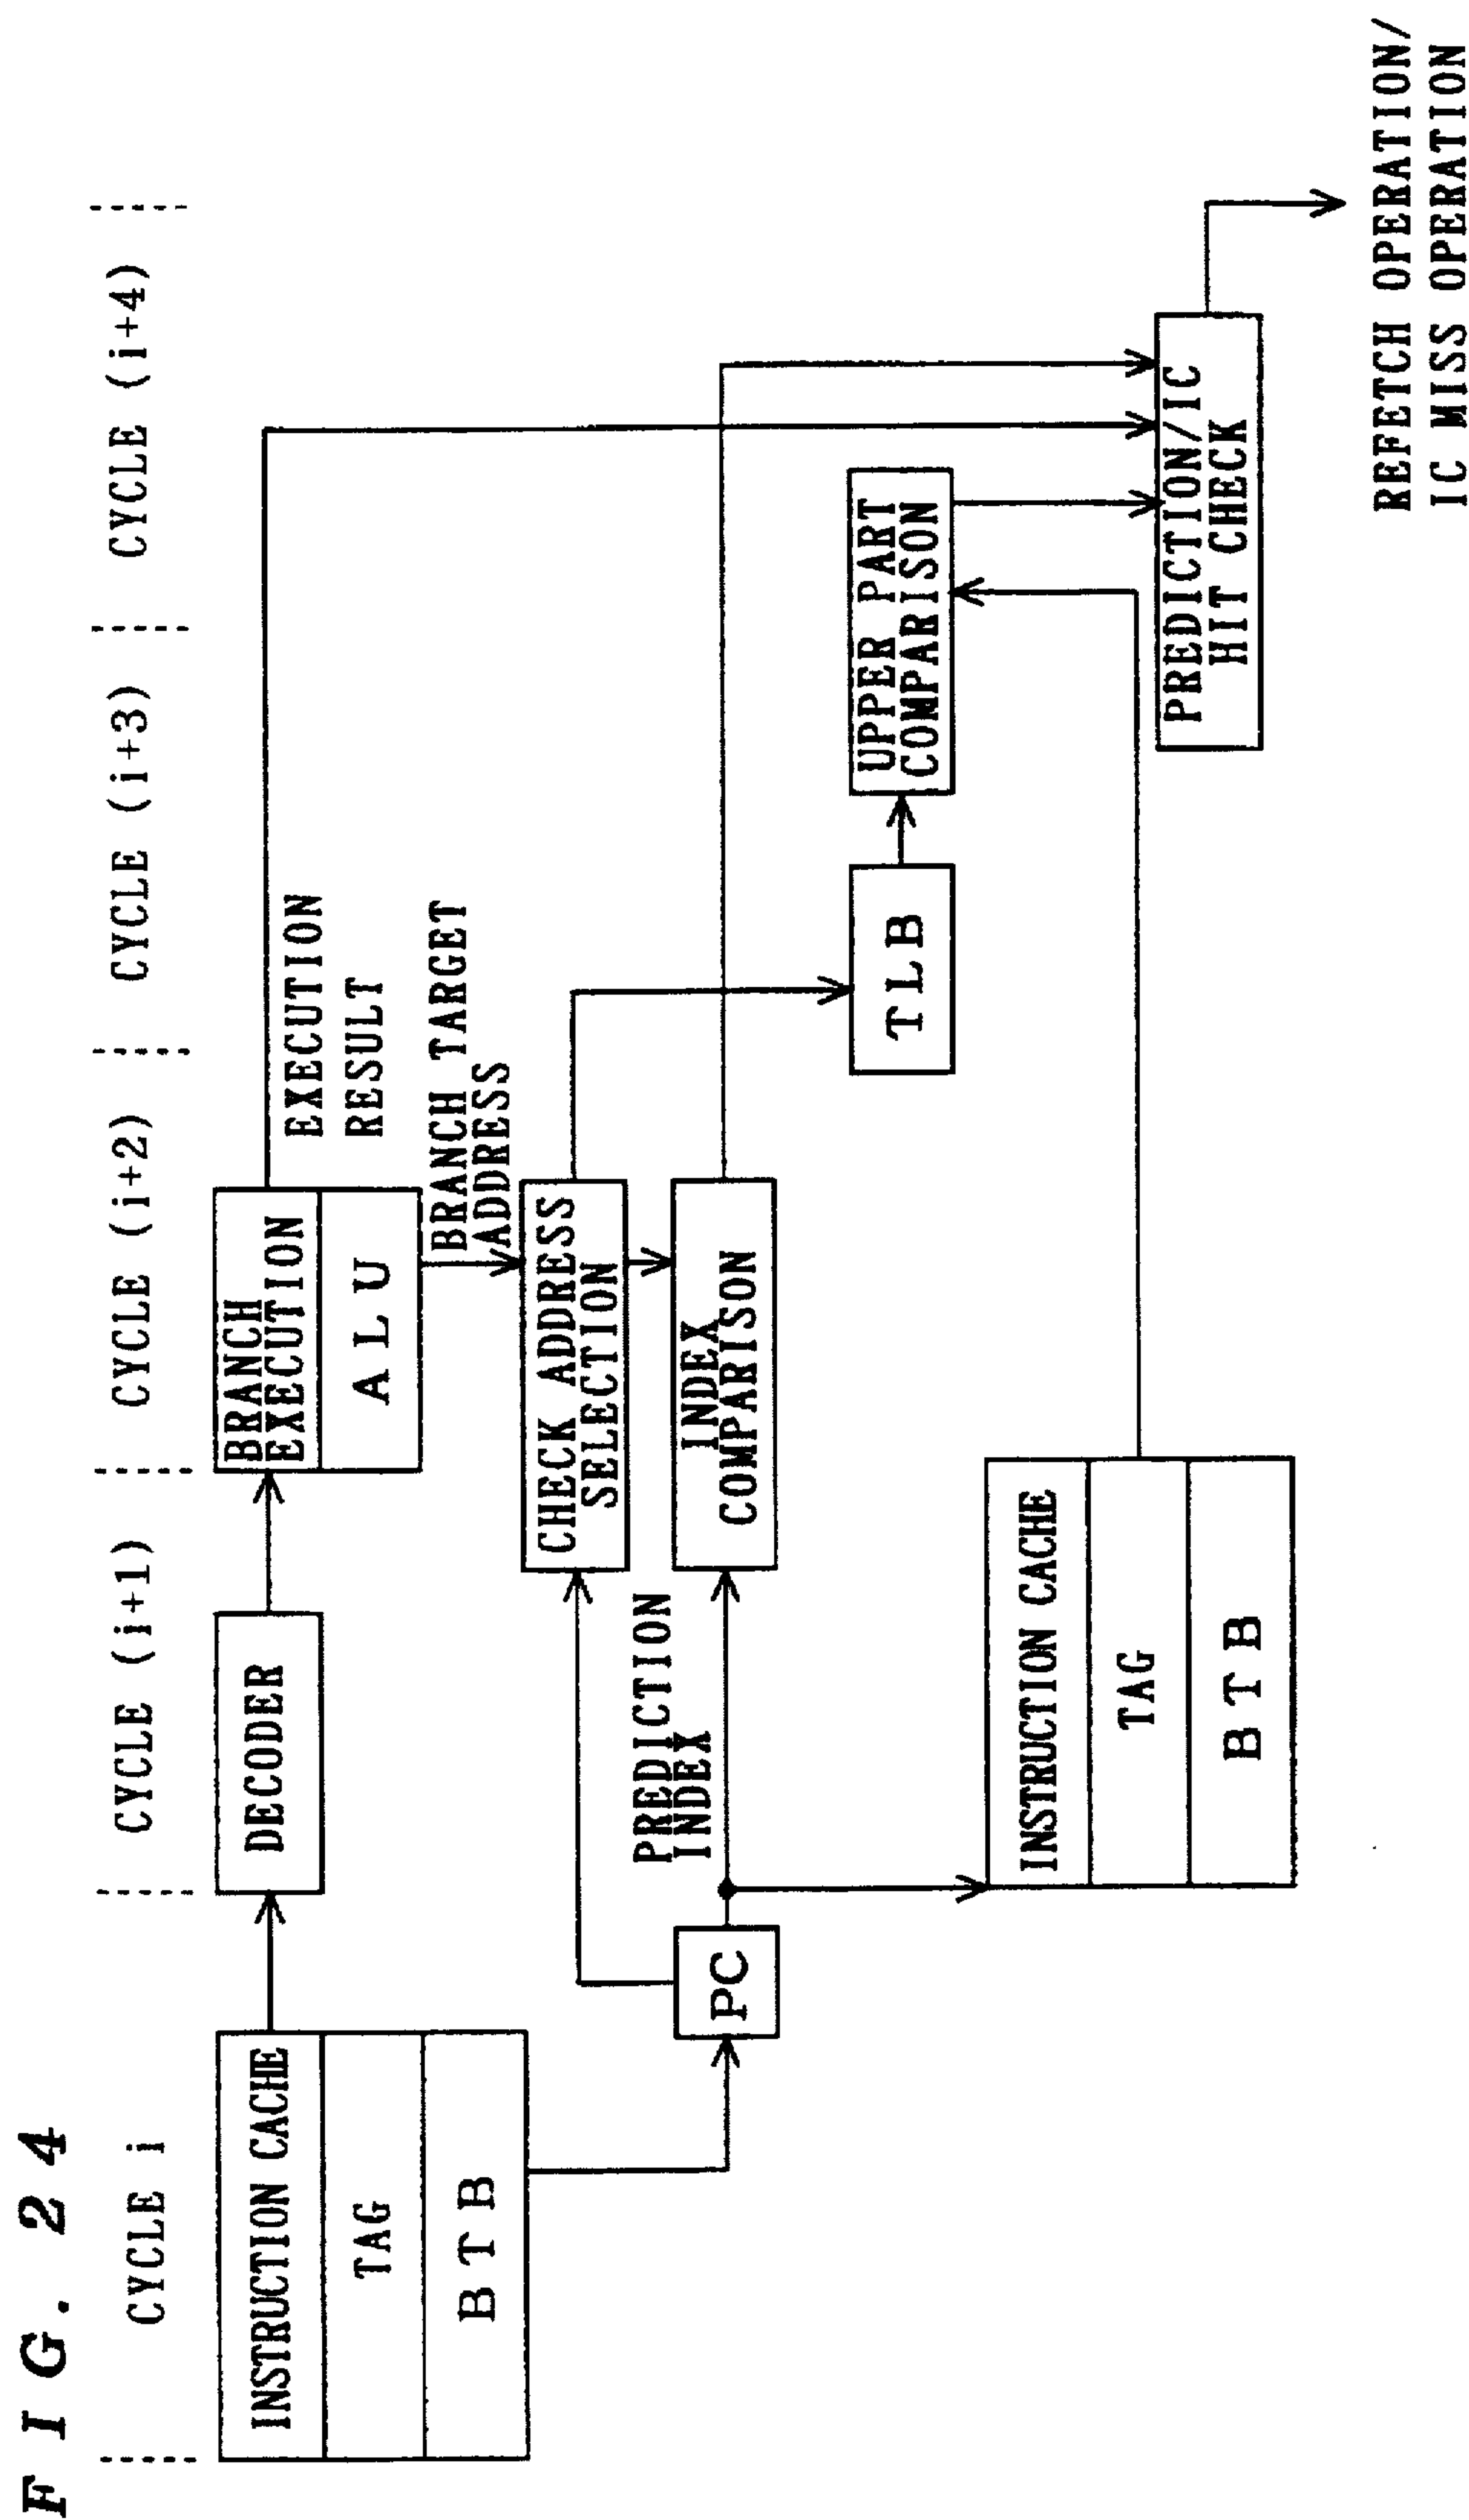 FIG. 24
CYCLE i
CYCLE (i+1)
CYCLE (i+2)
CYCLE (i+3)
CYCLE (i+4)
INSTRUCTION CACHE
TAG
BTB
DECODER
BRANCH
EXECUTION
ALU
EXECUTION
RESULT
BRANCH TARGET
ADDRESS
CHECK ADDRESS
SELECTION
PC
PREDICTION
INDEX
INDEX
COMPARISON
TLB
UPPER PART
COMPARISON
INSTRUCTION CACHE
TAG
BTB
PREDICTION/IC
HIT CHECK
REFETCH OPERATION/
IC MISS OPERATION